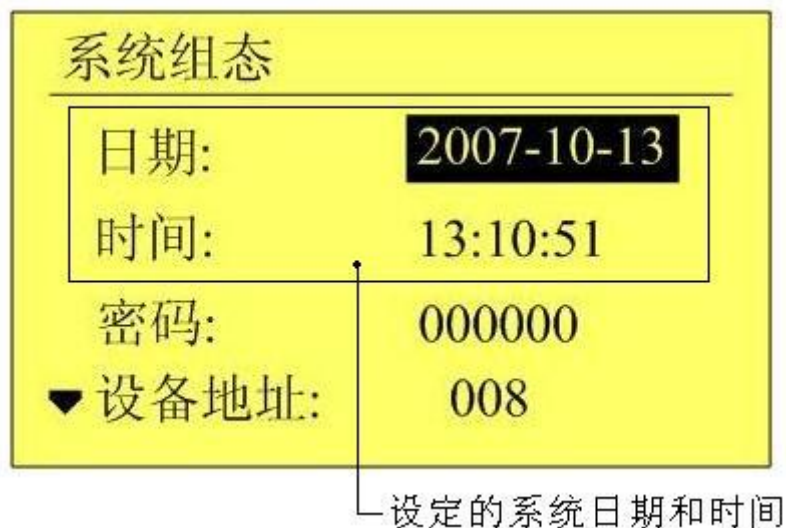 系统组态
日期: 2007-10-13
时间: 13:10:51
密码: 000000
设备地址: 008
设定的系统日期和时间